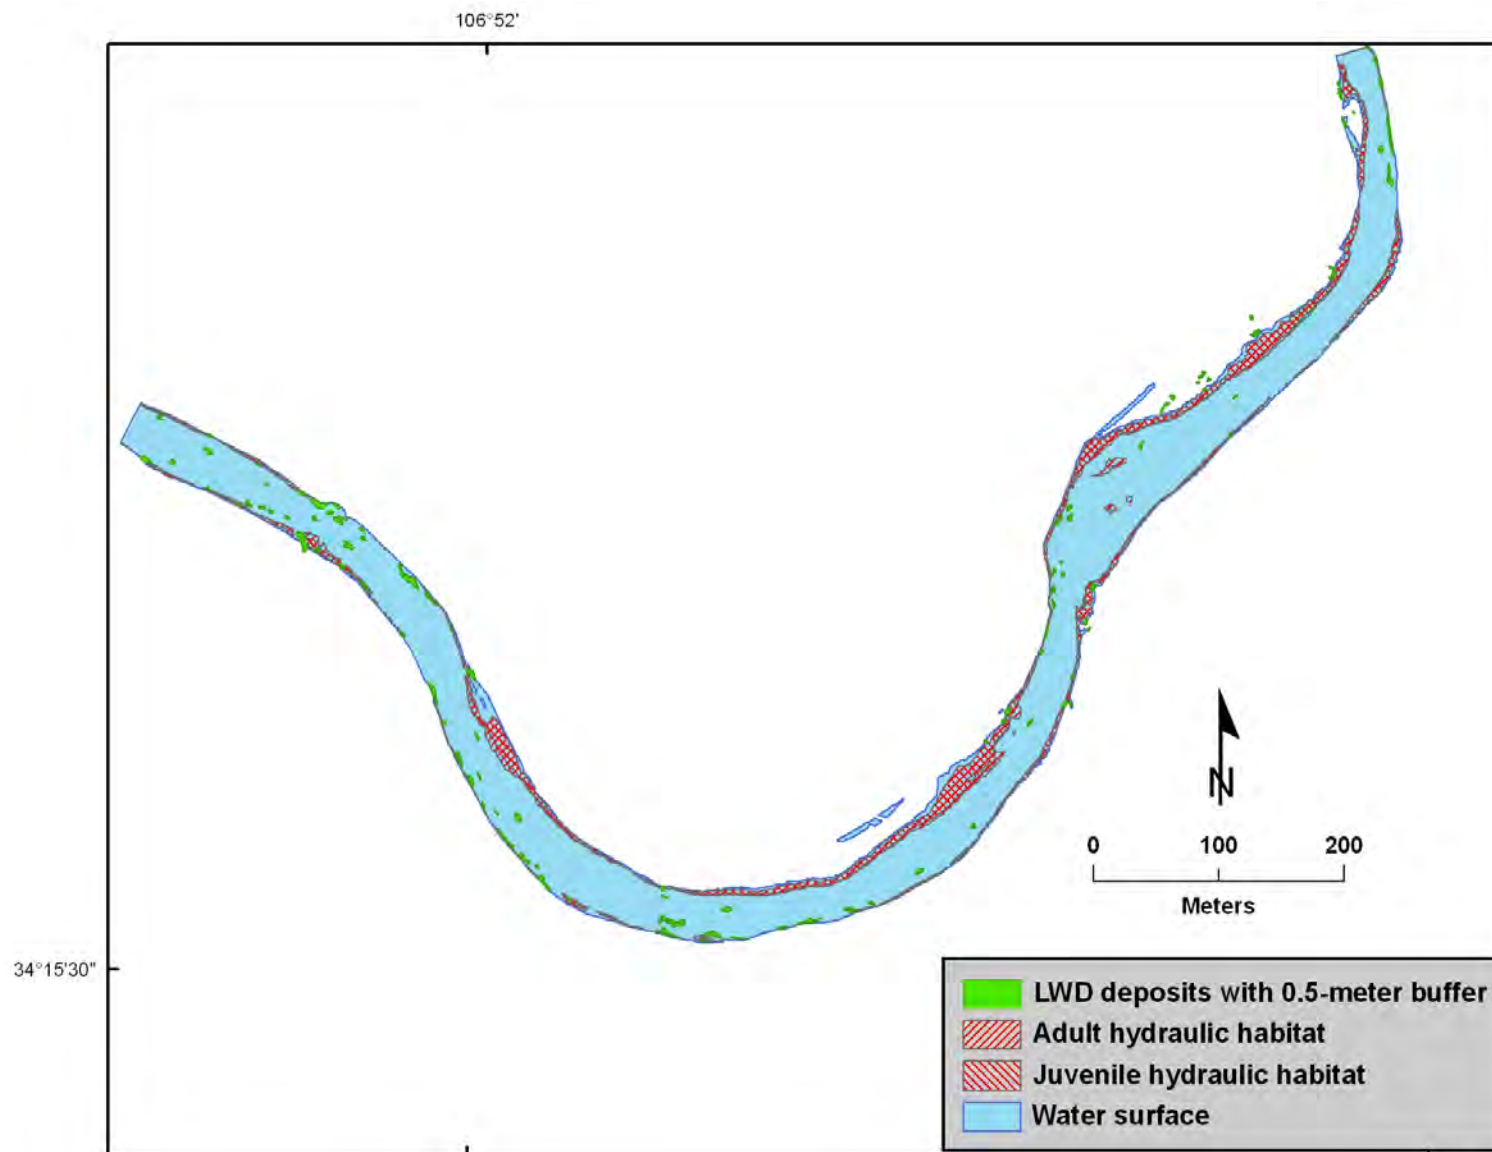 106°52'
34°15'30"
N
0 100 200
Meters
LWD deposits with 0.5-meter buffer
Adult hydraulic habitat
Juvenile hydraulic habitat
Water surface